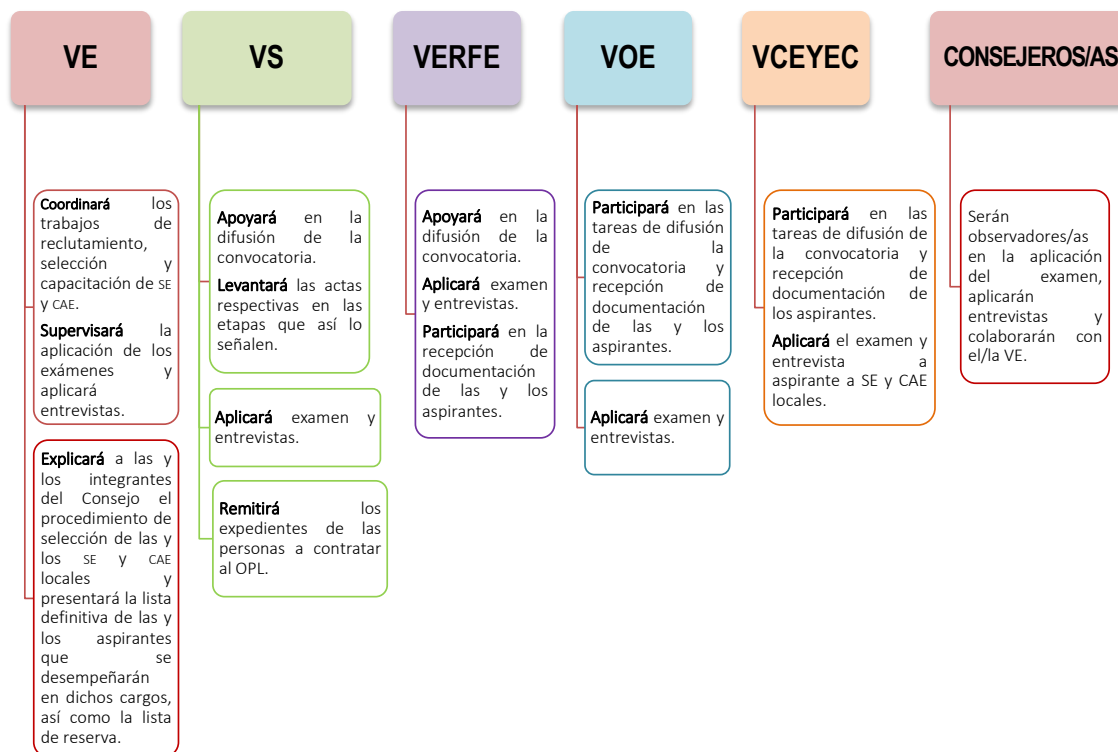 VE
VS
VERFE
VOE
VCEYEC
CONSEJEROS/AS
Coordinará los
trabajos de
reclutamiento,
selección y
capacitación de SE
y CAE.
Supervisará la
aplicación de los
exámenes y
aplicará
entrevistas.
Explicará a las y
los integrantes
del Consejo el
procedimiento de
selección de las y
los SE y CAE
locales y
presentará la lista
definitiva de las y
los aspirantes
que se
desempeñarán
en dichos cargos,
así como la lista
de reserva.
Apoyará en la
difusión de la
convocatoria.
Levantará las actas
respectivas en las
etapas que así lo
señalen.
Aplicará examen y
entrevistas.
Remitirá los
expedientes de las
personas a contratar
al OPL.
Apoyará en la
difusión de la
convocatoria.
Aplicará examen
y entrevistas.
Participará en la
recepción de
documentación
de las y los
aspirantes.
Participará en las
tareas de difusión
de la
convocatoria y
recepción de
documentación
de las y los
aspirantes.
Aplicará examen y
entrevistas.
Participará en las
tareas de difusión de
la convocatoria y
recepción de
documentación de
los aspirantes.
Aplicará el examen y
entrevista a
aspirante a SE y CAE
locales.
Serán
observadores/as
en la aplicación
del examen,
aplicarán
entrevistas y
colaborarán con
el/la VE.